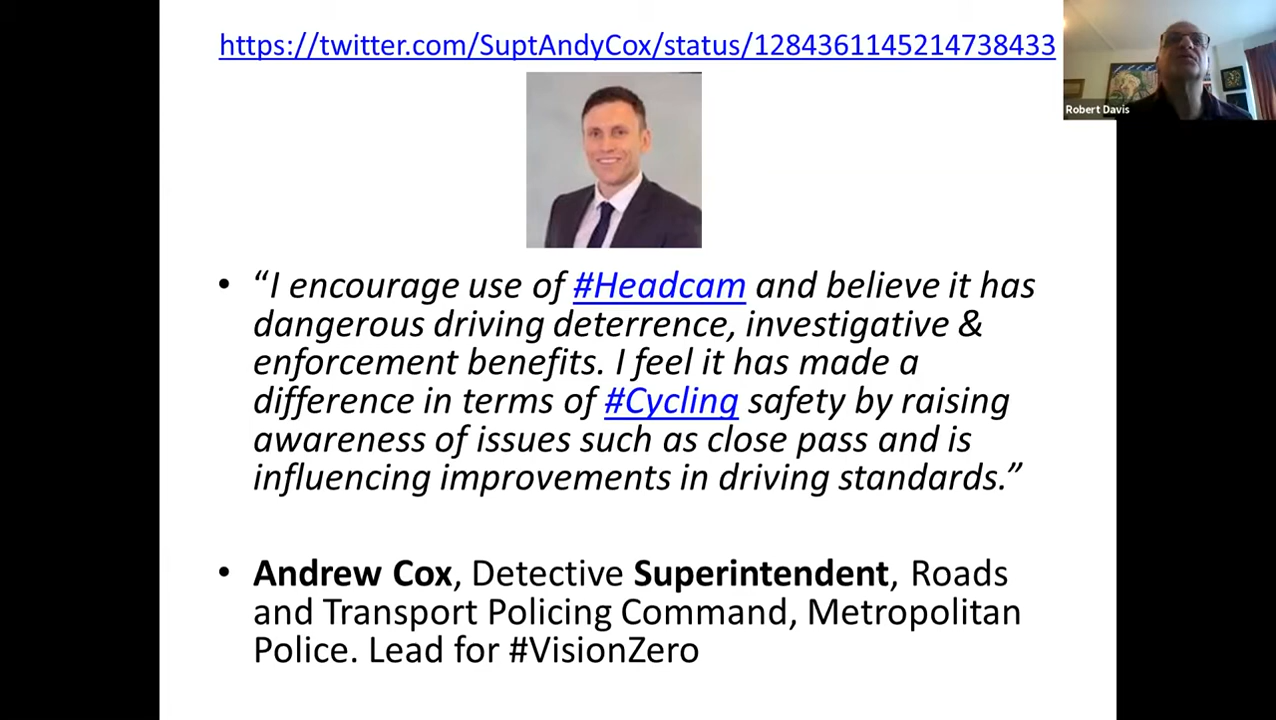 https://twitter.com/SuptAndyCox/status/1284361145214738433
Robert Davis
• “I encourage use of #Headcam and believe it has
dangerous driving deterrence, investigative &
enforcement benefits. I feel it has made a
difference in terms of #Cycling safety by raising
awareness of issues such as close pass and is
influencing improvements in driving standards.”
• Andrew Cox, Detective Superintendent, Roads
and Transport Policing Command, Metropolitan
Police. Lead for #VisionZero